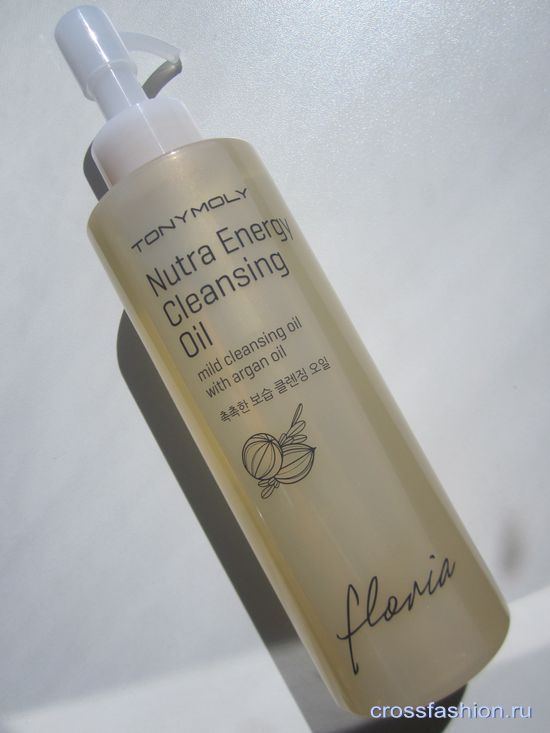 TONYMOLY
Nutra Energy
Cleansing
Oil
mild cleansing oil
with argan oil
촉촉한 보습 클렌징 오일
floria
crossfashion.ru